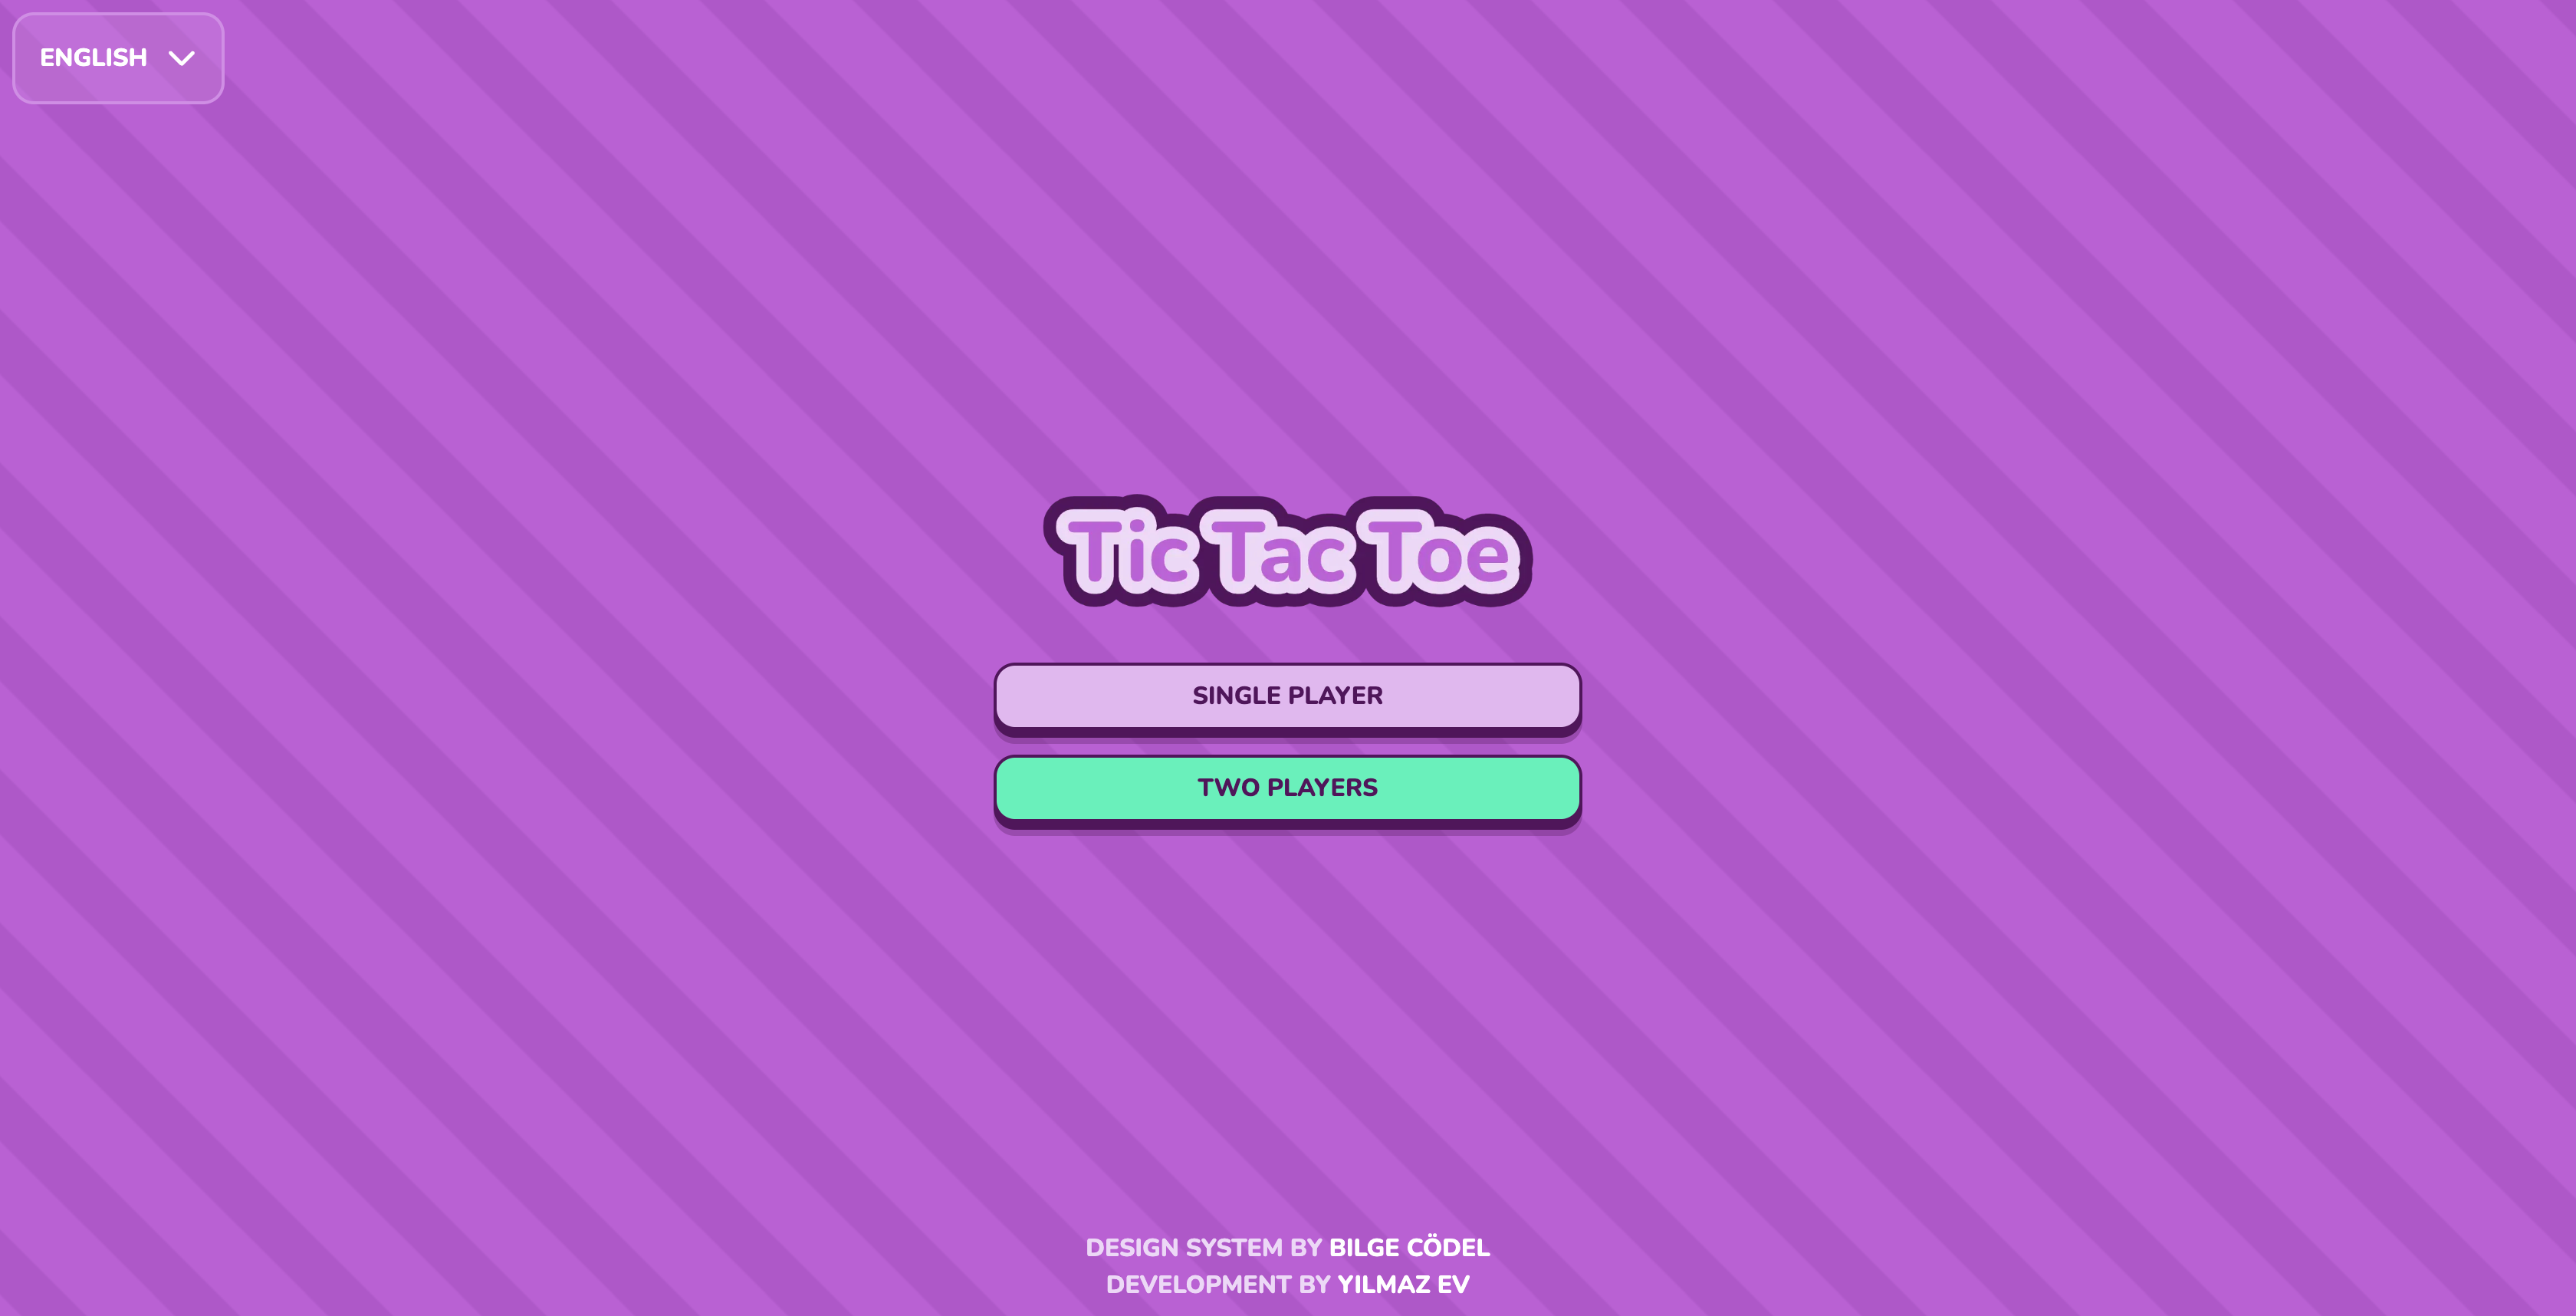 ENGLISH
Tic Tac Toe
SINGLE PLAYER
TWO PLAYERS
DESIGN SYSTEM BY BILGE CÖDEL
DEVELOPMENT BY YILMAZ EV